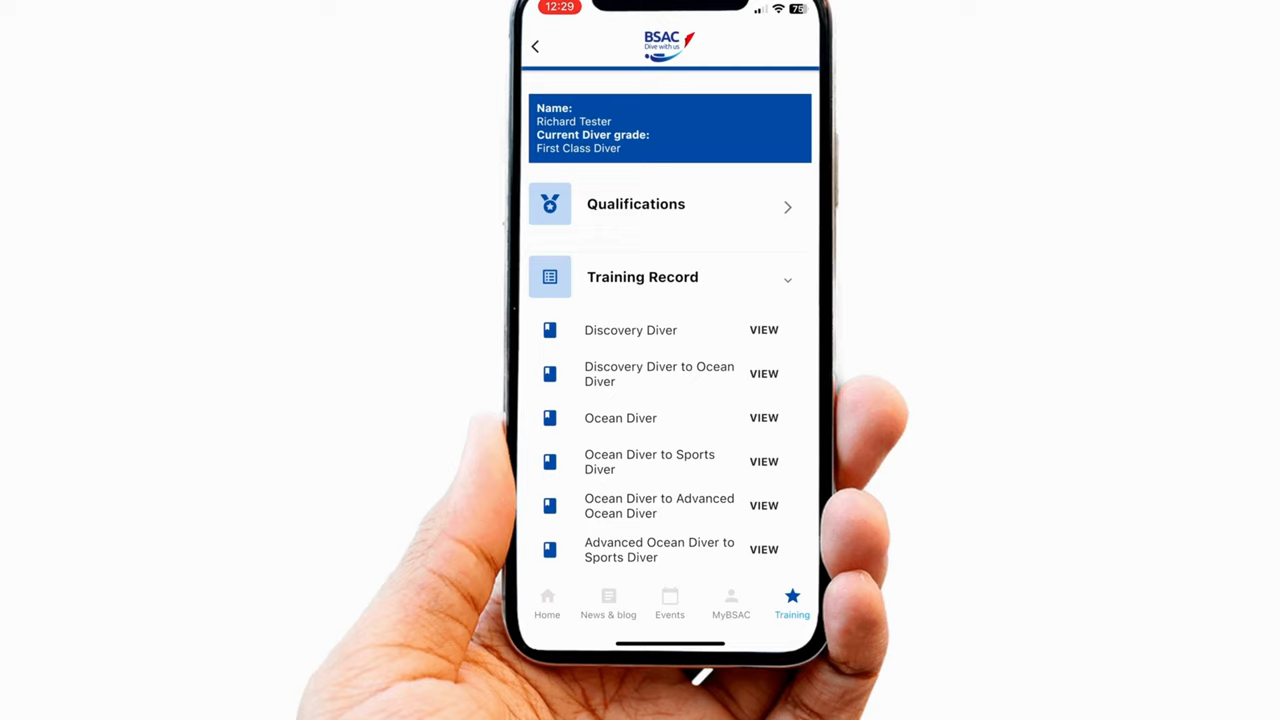 12:29
75
BSAC
Dive with us
Name:
Richard Tester
Current Diver grade:
First Class Diver
Qualifications
Training Record
Discovery Diver VIEW
Discovery Diver to Ocean
Diver
VIEW
Ocean Diver VIEW
Ocean Diver to Sports
Diver
VIEW
Ocean Diver to Advanced
Ocean Diver
VIEW
Advanced Ocean Diver to
Sports Diver
VIEW
Home News & blog Events MyBSAC Training